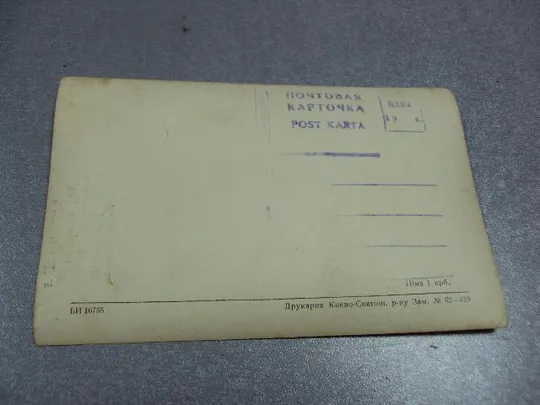 ПОЧТОВАЯ
КАРТОЧКА
POST KARTA
Ціна 1 крб.
БИ 16755
Друкарня Києво-Святош. р-ну Зам. №